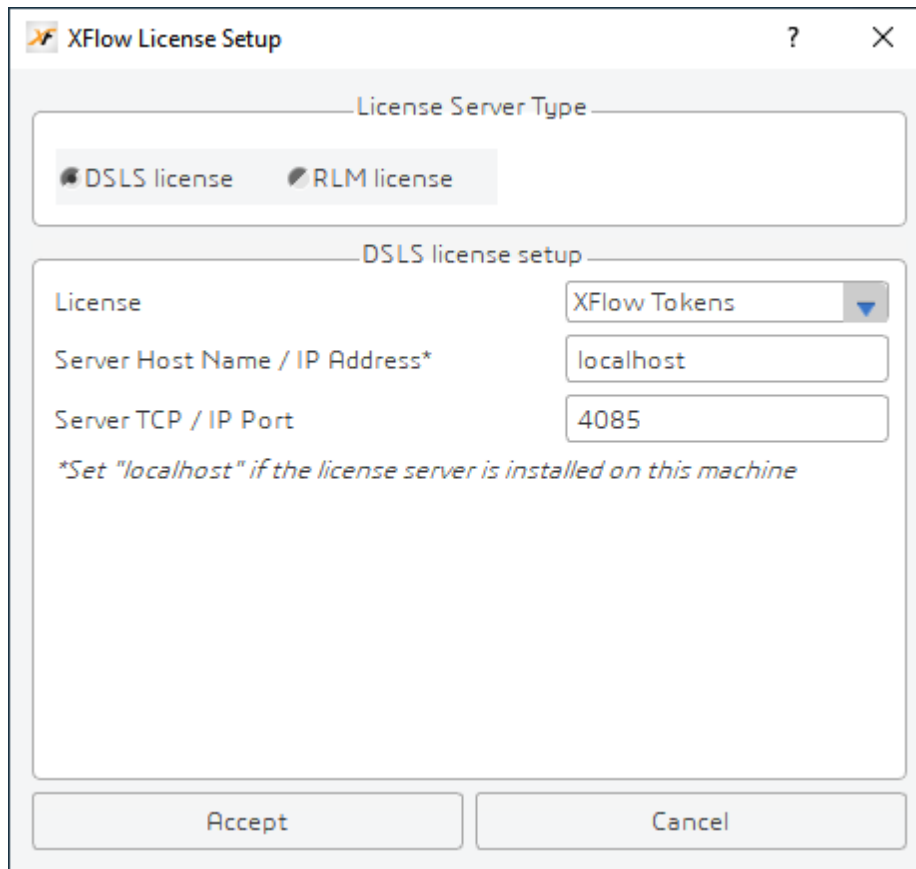 XFlow License Setup
?
License Server Type
DSLS license
RLM license
DSLS license setup
License
XFlow Tokens
Server Host Name / IP Address*
localhost
Server TCP / IP Port
4085
*Set "localhost" if the license server is installed on this machine
Accept
Cancel